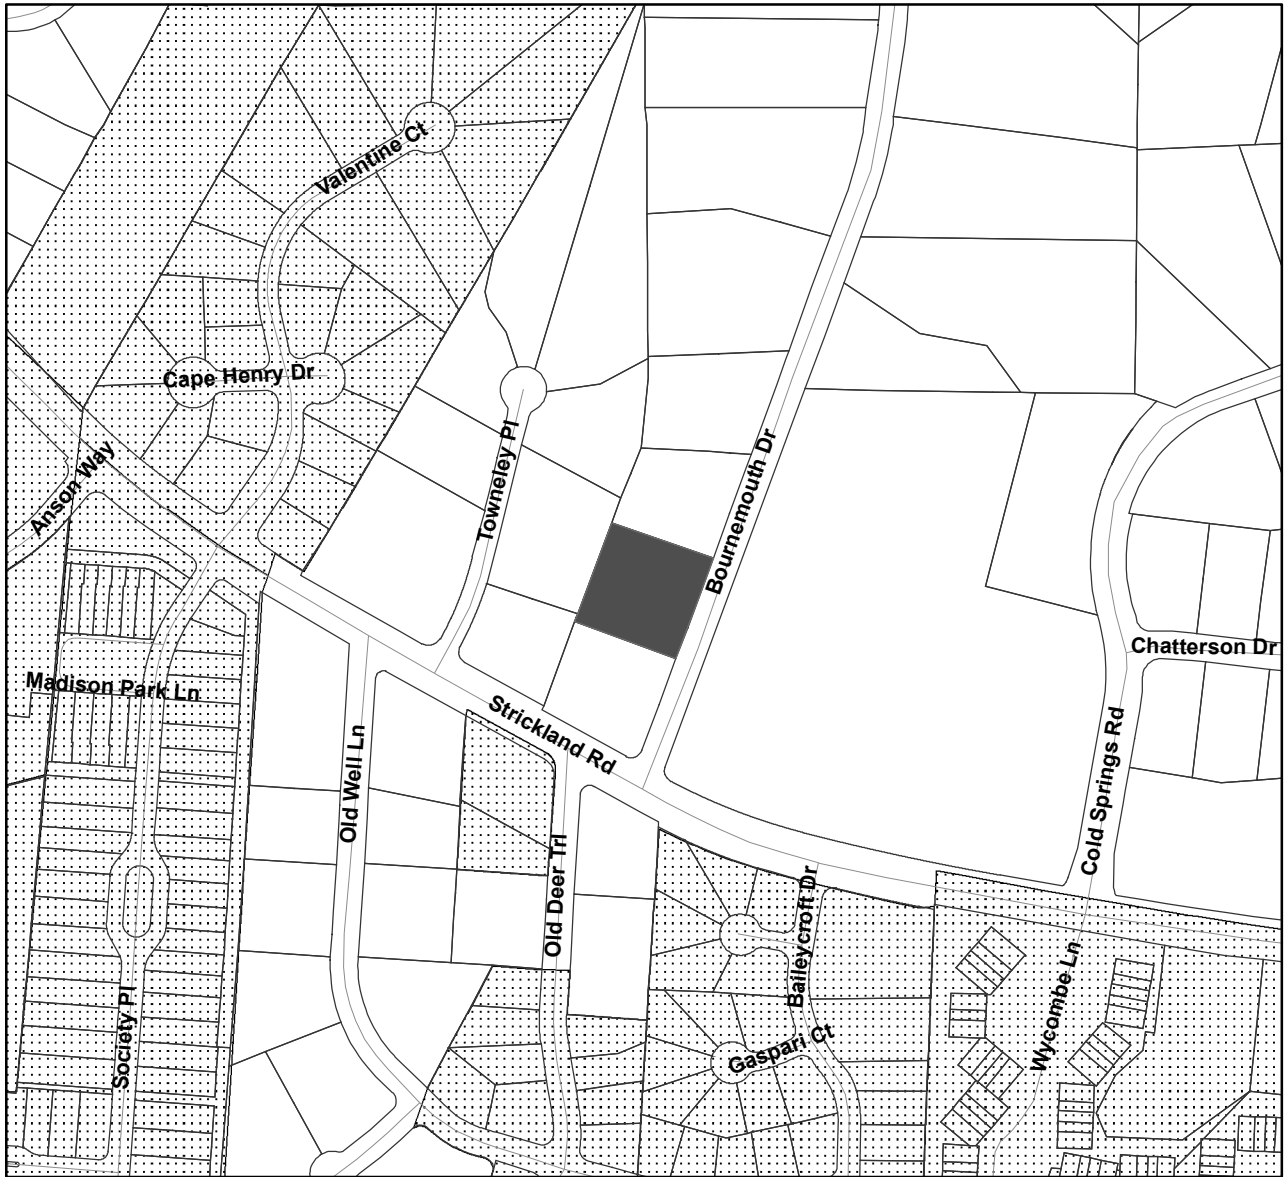 Valentine Ct
Cape Henry Dr
Anson Way
Towneley Pl
Bournemouth Dr
Chatterson Dr
Madison Park Ln
Strickland Rd
Old Well Ln
Cold Springs Rd
Old Deer Trl
Baileycroft Dr
Society Pl
Gaspari Ct
Wycombe Ln